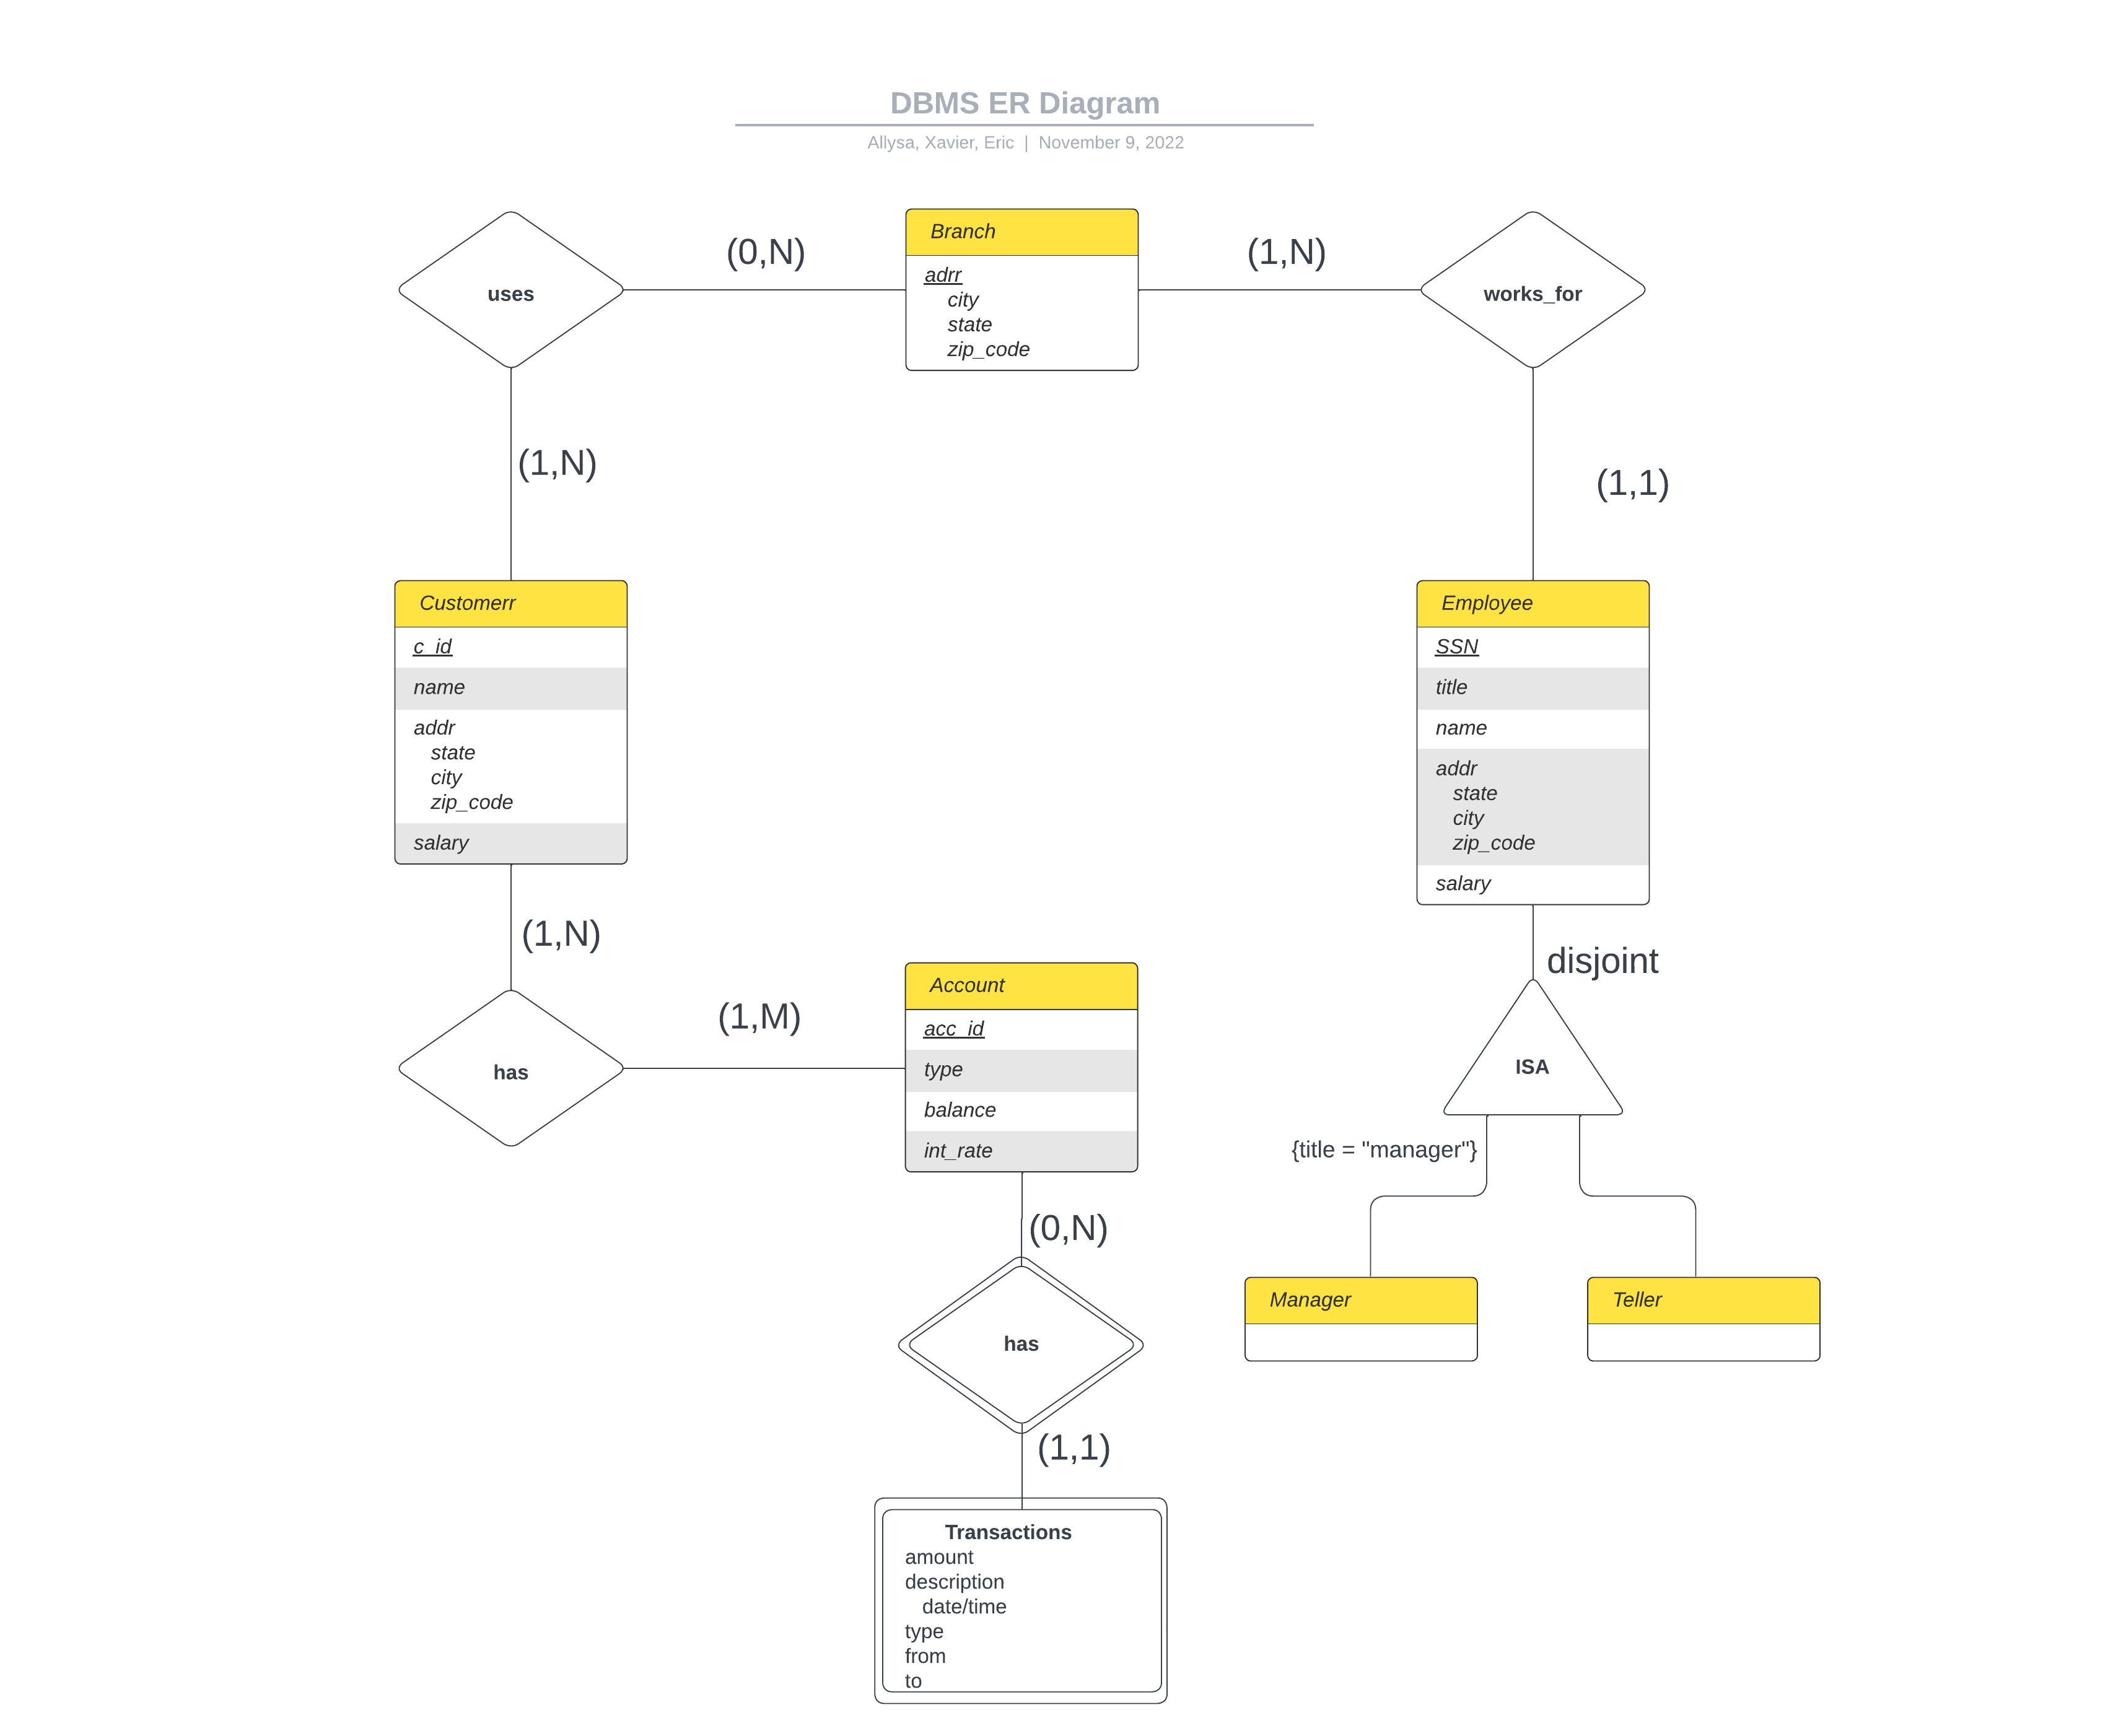 DBMS ER Diagram
Allysa, Xavier, Eric | November 9, 2022
uses
(0,N)
Branch
adrr
city
state
zip_code
(1,N)
works_for
(1,N)
(1,1)
Customerr
c_id
name
addr
state
city
zip_code
salary
Employee
SSN
title
name
addr
state
city
zip_code
salary
(1,N)
has
(1,M)
Account
acc_id
type
balance
int_rate
disjoint
ISA
{title = "manager"}
Manager
Teller
(0,N)
has
(1,1)
Transactions
amount
description
date/time
type
from
to